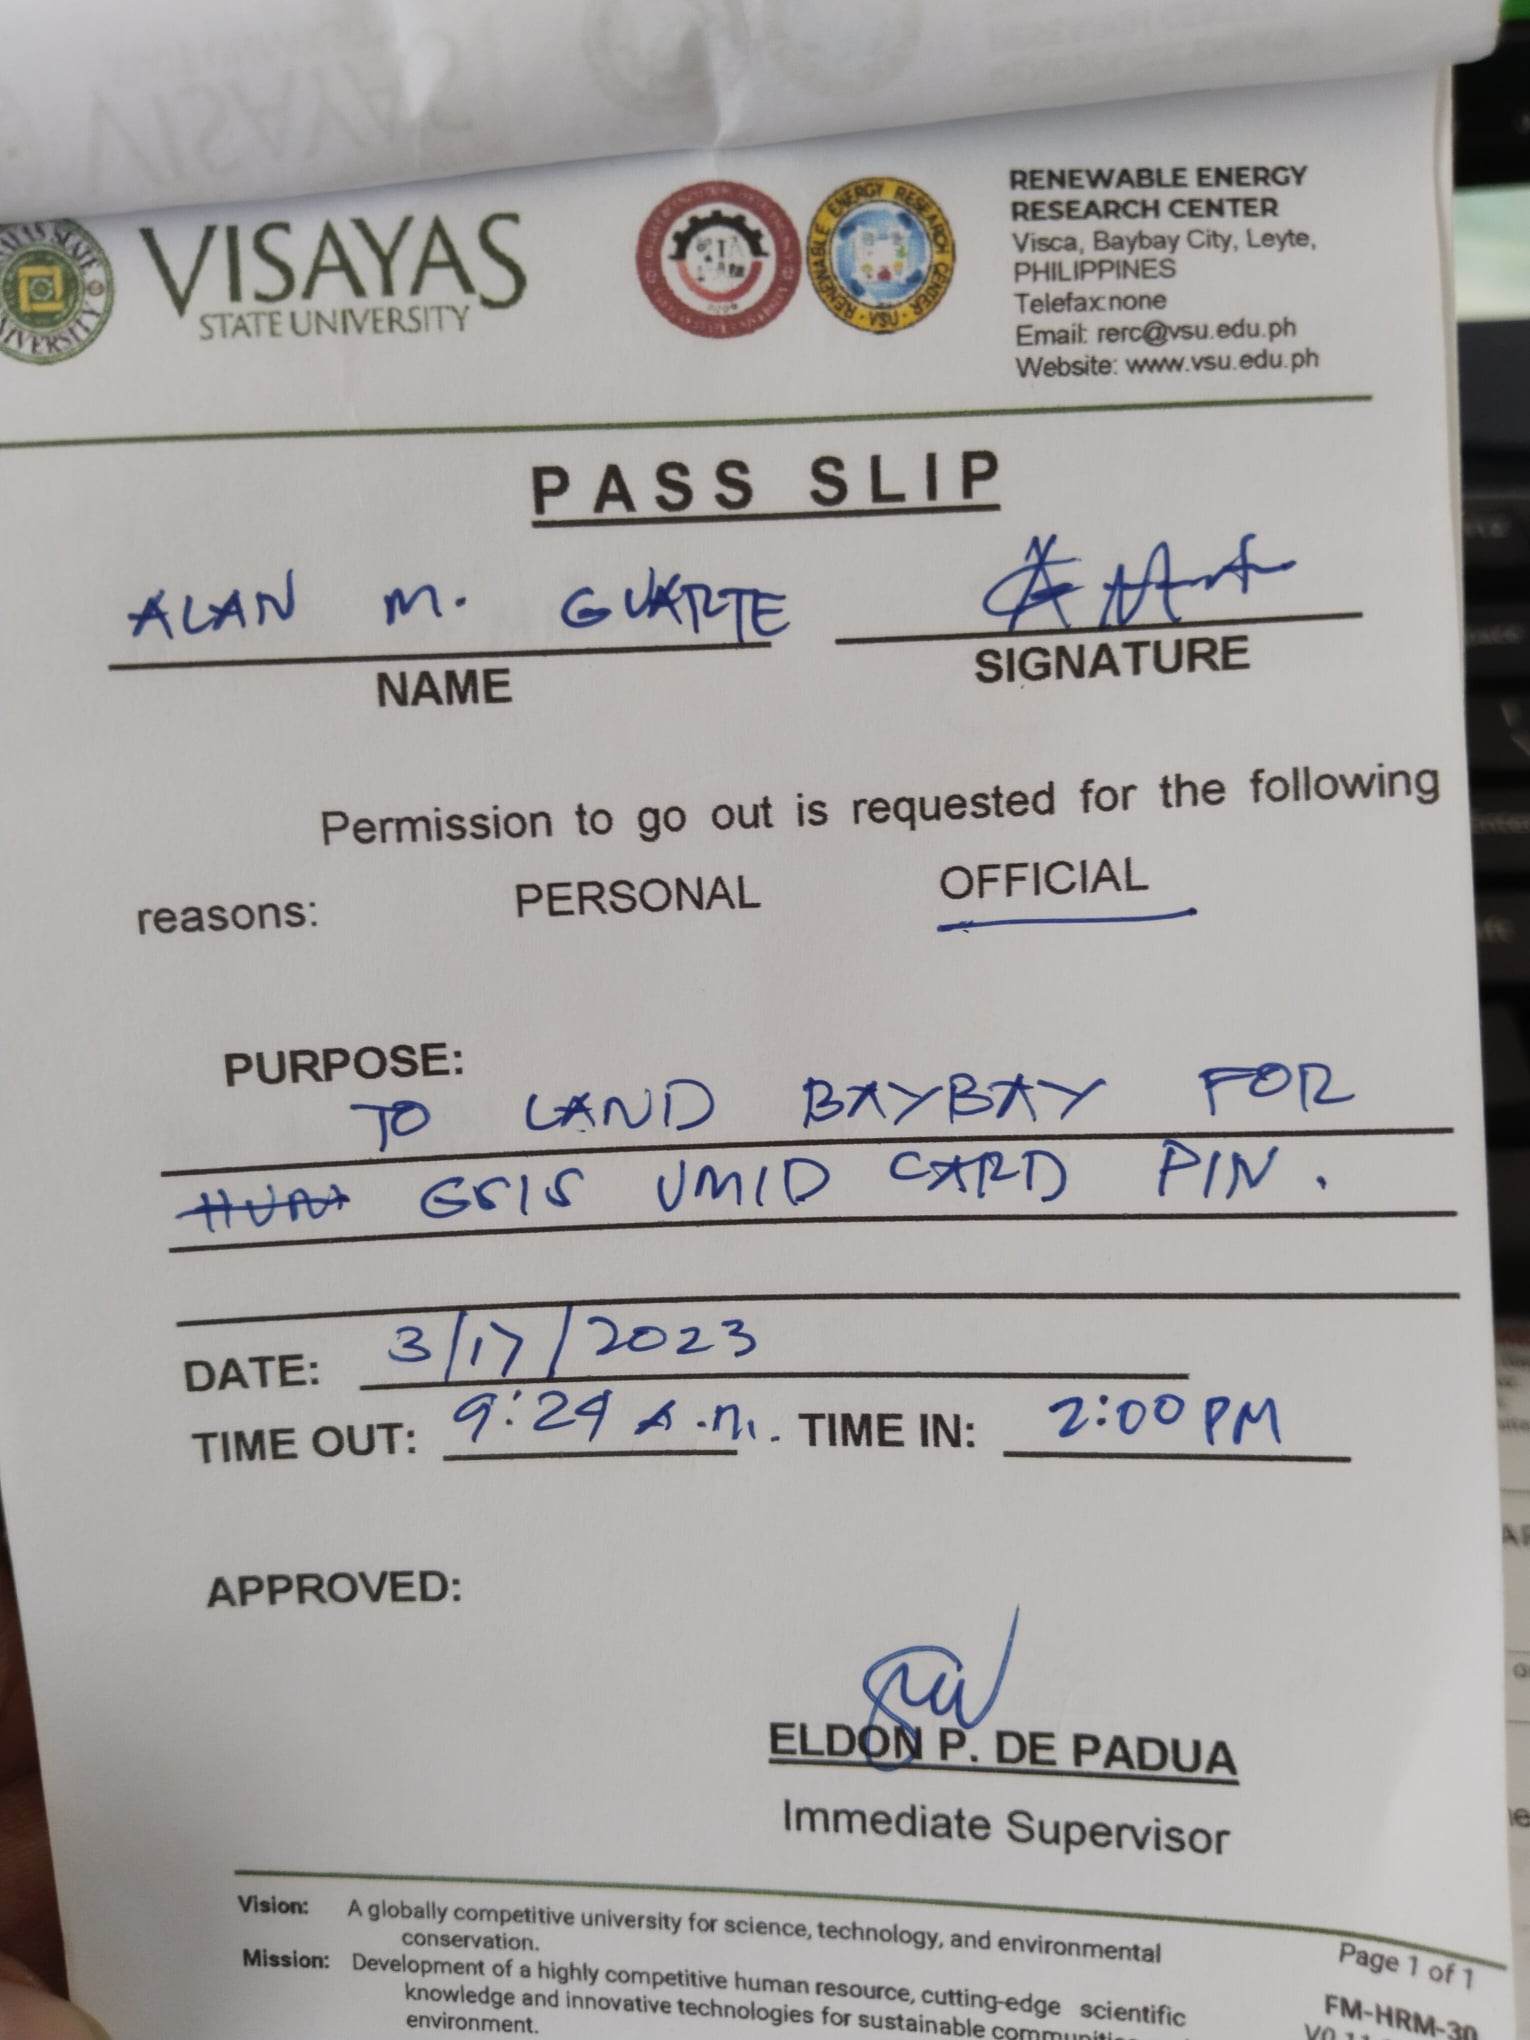 VISAYAS
STATE UNIVERSITY
RENEWABLE ENERGY
RESEARCH CENTER
Visca, Baybay City, Leyte,
PHILIPPINES
Telefax:none
Email: rerc@vsu.edu.ph
Website: www.vsu.edu.ph
RENEWABLE ENERGY RESEARCH CENTER
VSU
PASS SLIP
ALAN M. GUARTE
NAME SIGNATURE
Permission to go out is requested for the following
reasons: PERSONAL OFFICIAL
PURPOSE:
TO LAND BAYBAY FOR
GSIS UMID CARD PIN.
DATE: 3/17/2023
TIME OUT: 9:24 A.M. TIME IN: 2:00 PM
APPROVED:
ELDON P. DE PADUA
Immediate Supervisor
Vision: A globally competitive university for science, technology, and environmental
conservation.
Mission: Development of a highly competitive human resource, cutting-edge scientific
knowledge and innovative technologies for sustainable
environment.
Page 1 of 1
FM-HRM-30